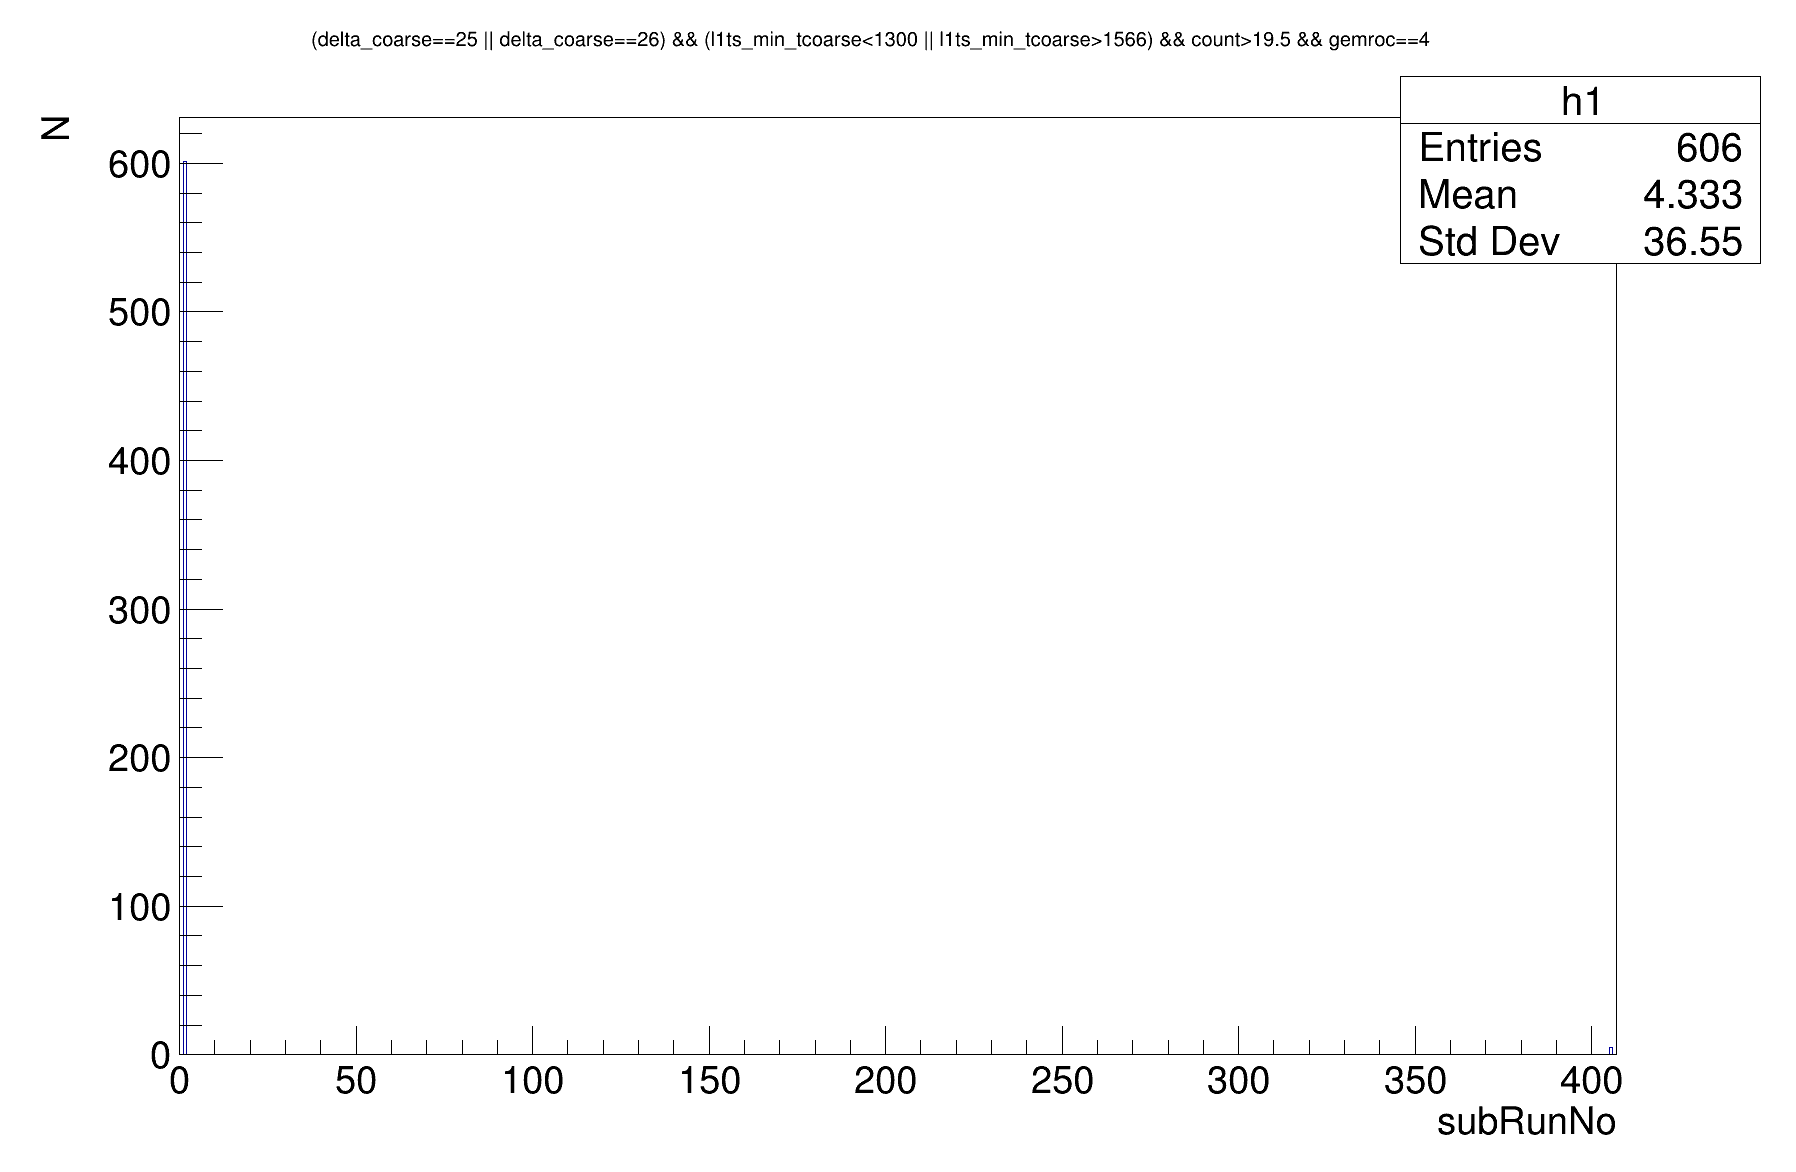 (delta_coarse==25 || delta_coarse==26) && (l1ts_min_tcoarse<1300 || l1ts_min_tcoarse>1566) && count>19.5 && gemroc==4
h1
Entries 606
Mean 4.333
Std Dev 36.55
N
600
500
400
300
200
100
0
0 50 100 150 200 250 300 350 400
subRunNo